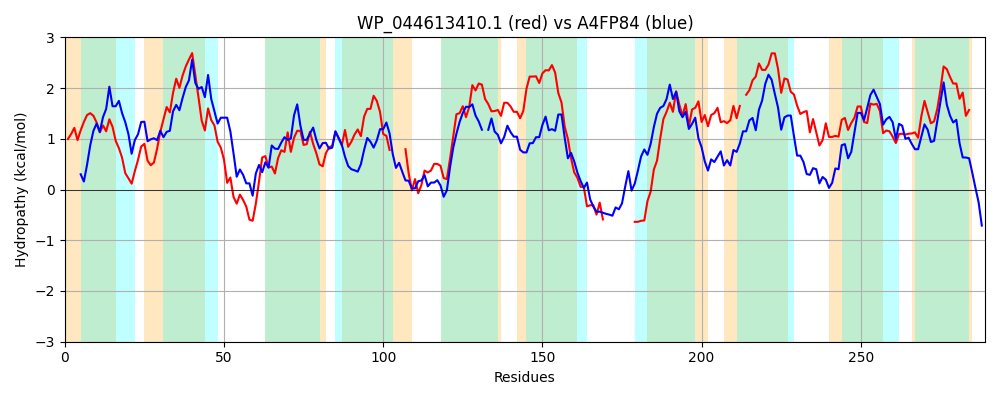 WP_044613410.1 (red) vs A4FP84 (blue)
Hydropathy (kcal/mol)
3
2
1
0
−1
−2
−3
0 50 100 150 200 250
Residues